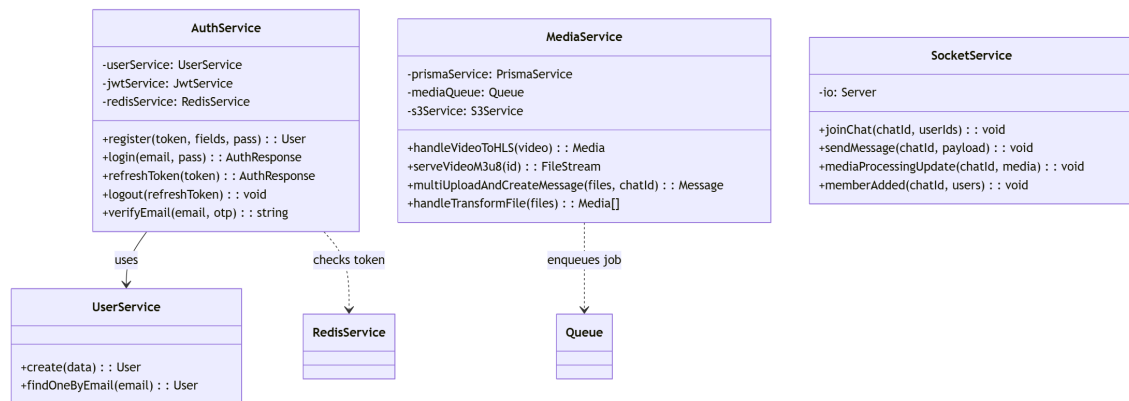 AuthService
-userService: UserService
-jwtService: JwtService
-redisService: RedisService
+register(token, fields, pass) : : User
+login(email, pass) : : AuthResponse
+refreshToken(token) : : AuthResponse
+logout(refreshToken) : : void
+verifyEmail(email, otp) : : string
MediaService
-prismaService: PrismaService
-mediaQueue: Queue
-s3Service: S3Service
+handleVideoToHLS(video) : : Media
+serveVideoM3u8(id) : : FileStream
+multiUploadAndCreateMessage(files, chatId) : : Message
+handleTransformFile(files) : : Media[]
SocketService
-io: Server
+joinChat(chatId, userIds) : : void
+sendMessage(chatId, payload) : : void
+mediaProcessingUpdate(chatId, media) : : void
+memberAdded(chatId, users) : : void
uses
checks token
enqueues job
UserService
+create(data) : : User
+findOneByEmail(email) : : User
RedisService
Queue